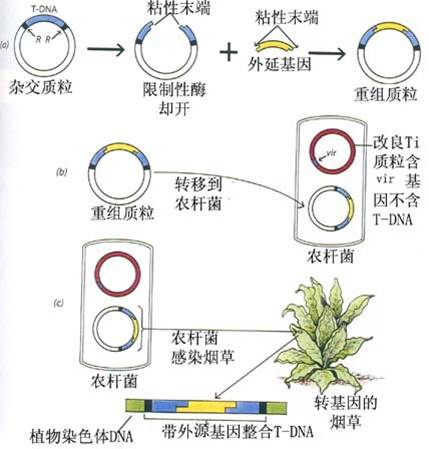 T-DNA
粘性末端
粘性末端
(a)
R R
外延基因
杂交质粒
限制性酶
却开
重组质粒
(b)
转移到
农杆菌
重组质粒
vir
改良Ti
质粒含
vir 基
因不含
T-DNA
农杆菌
(c)
农杆菌
感染烟草
农杆菌
转基因的
烟草
植物染色体DNA
带外源基因整合T-DNA